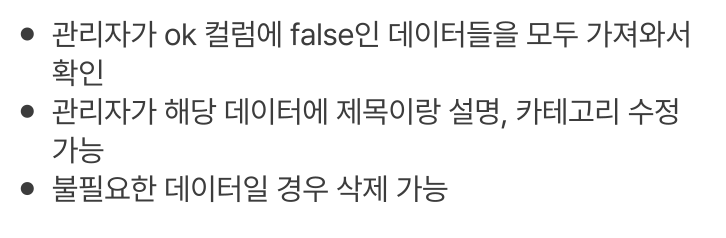 • 관리자가 ok 컬럼에 false인 데이터들을 모두 가져와서
확인
• 관리자가 해당 데이터에 제목이랑 설명, 카테고리 수정
가능
• 불필요한 데이터일 경우 삭제 가능